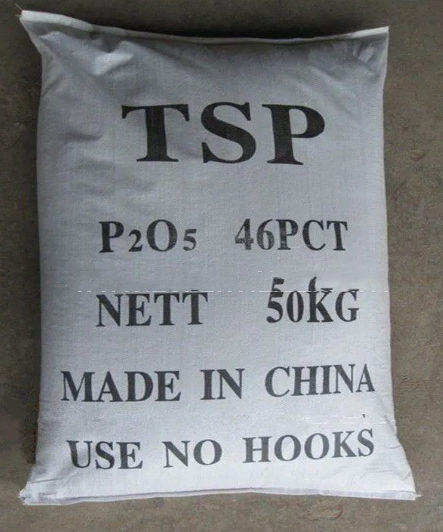 TSP
P2O5 46PCT
NETT 50KG
MADE IN CHINA
USE NO HOOKS